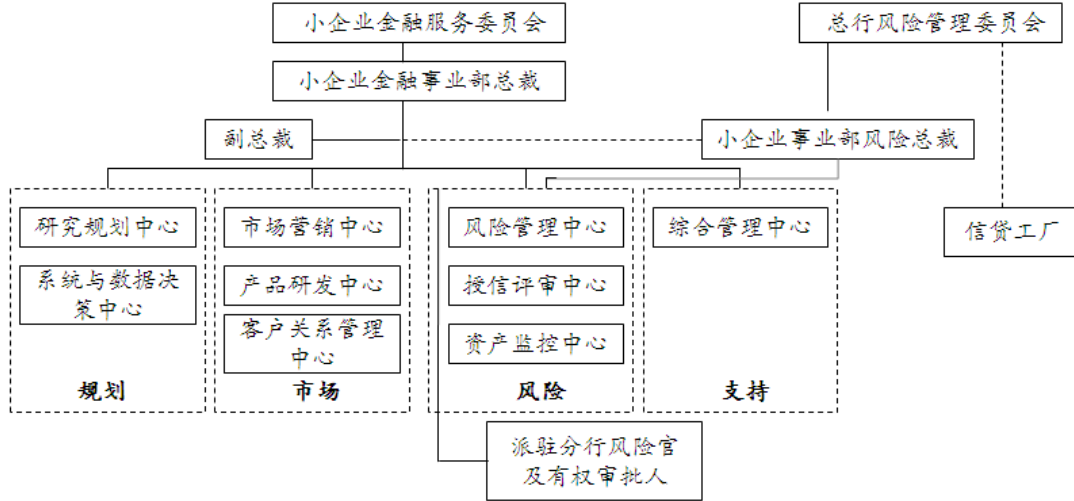 小企业金融服务委员会
总行风险管理委员会
小企业金融事业部总裁
副总裁
小企业事业部风险总裁
研究规划中心
市场营销中心
风险管理中心
综合管理中心
信贷工厂
系统与数据决
策中心
产品研发中心
授信评审中心
客户关系管理
中心
资产监控中心
规划
市场
风险
支持
派驻分行风险官
及有权审批人